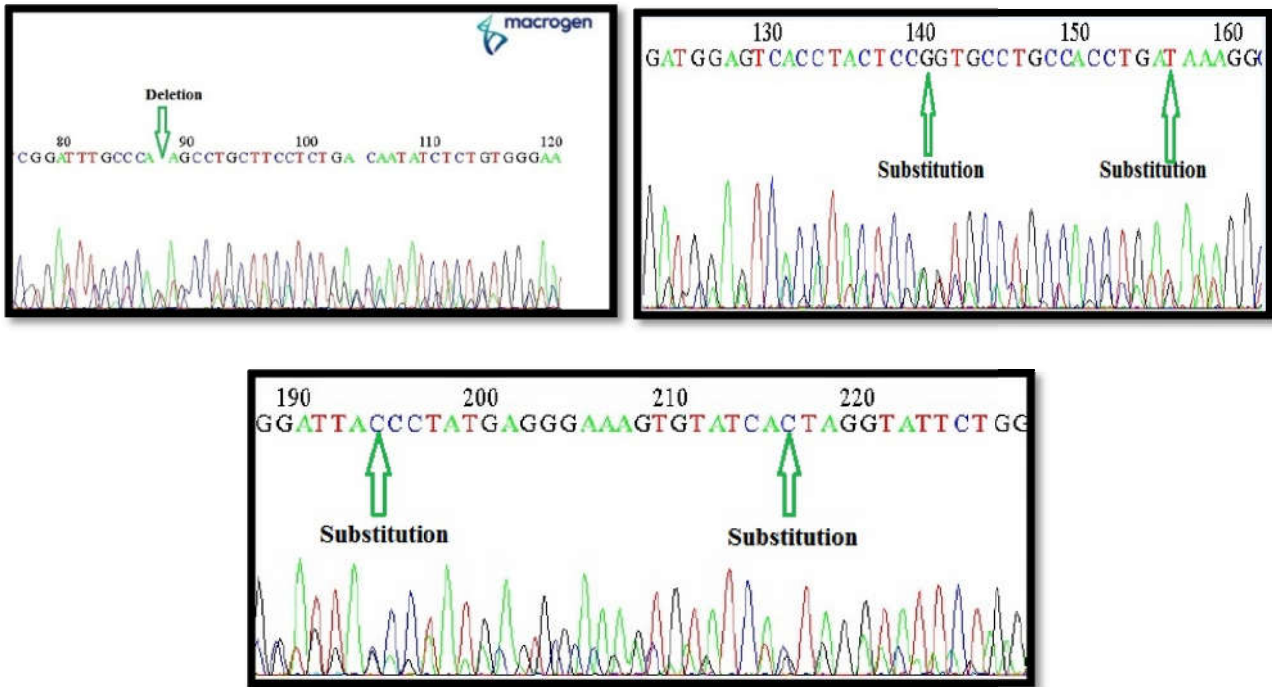 macrogen
Deletion
80 90 100 110 120
CGGATTTGCCCA AGCCTGCTTCCTCTGA CAATATCTCTGTGGGAA
130 140 150 160
GATGGAGTCACCTACTCCGGTGCCTGCCACCTGATAAAGGC
Substitution Substitution
190 200 210 220
GGATTACCCTATGAGGGAAAGTGTATCACTAGGTATTCTGG
Substitution Substitution